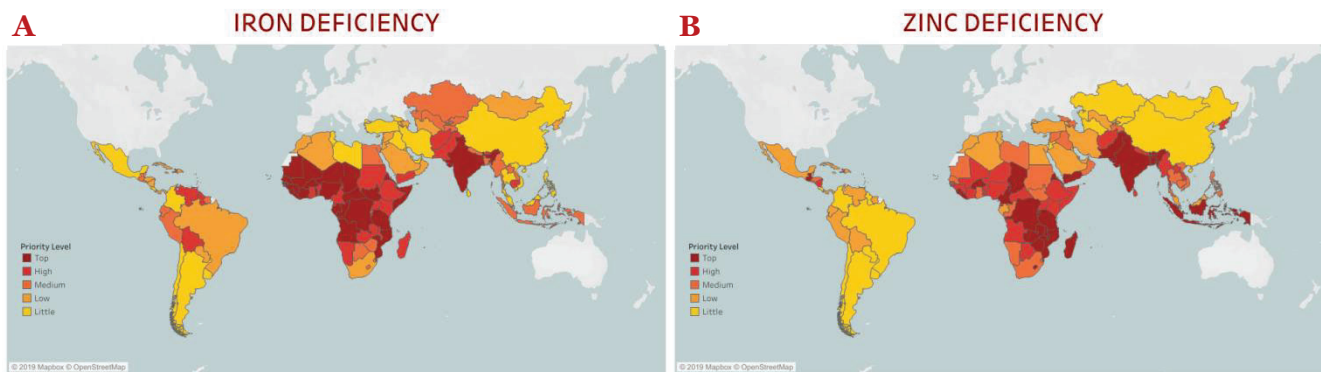 A
IRON DEFICIENCY
Priority Level
Top
High
Medium
Low
Little
© 2019 Mapbox © OpenStreetMap
B
ZINC DEFICIENCY
Priority Level
Top
High
Medium
Low
Little
© 2019 Mapbox © OpenStreetMap